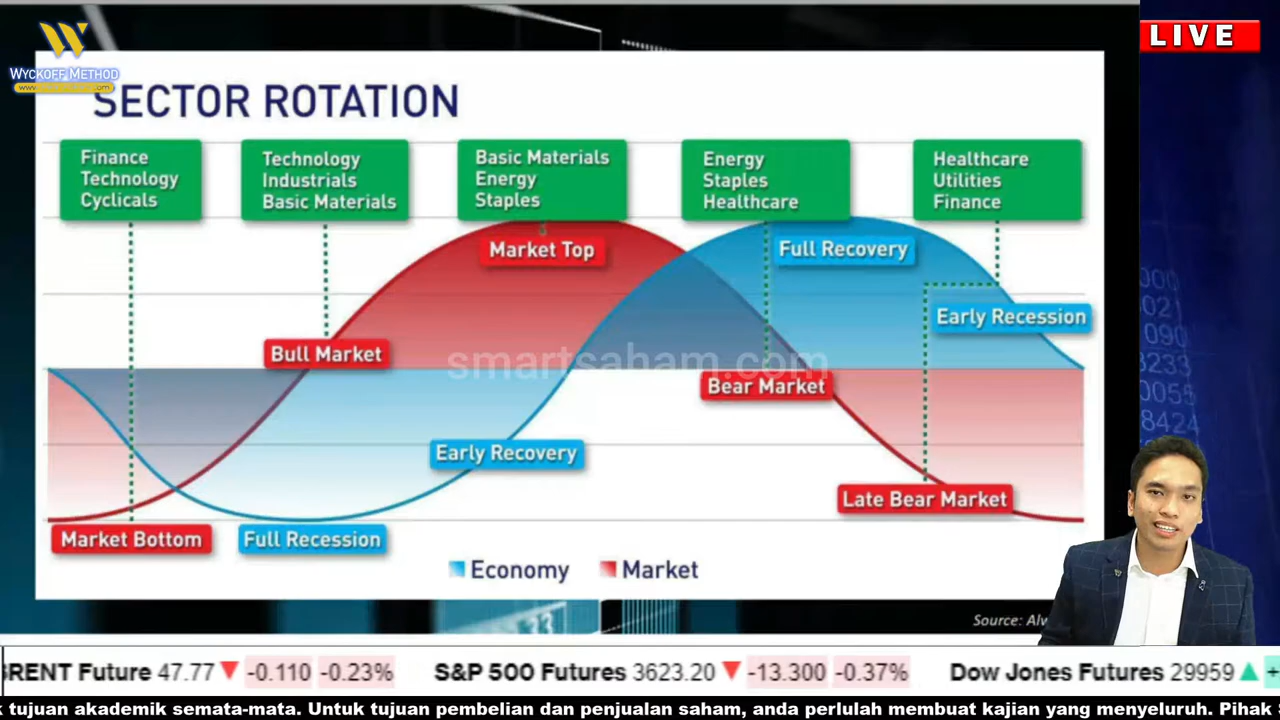 WYCKOFF METHOD
LIVE
SECTOR ROTATION
Finance
Technology
Cyclicals
Technology
Industrials
Basic Materials
Basic Materials
Energy
Staples
Energy
Staples
Healthcare
Healthcare
Utilities
Finance
Market Top
Full Recovery
Early Recession
Bull Market
smartsaham.com
Bear Market
Early Recovery
Late Bear Market
Market Bottom
Full Recession
Economy
Market
Source:
RENT Future 47.77 ▼ -0.110 -0.23% S&P 500 Futures 3623.20 ▼ -13.300 -0.37% Dow Jones Futures 29959 ▲ +
k tujuan akademik semata-mata. Untuk tujuan pembelian dan penjualan saham, anda perlulah membuat kajian yang menyeluruh. Pihak